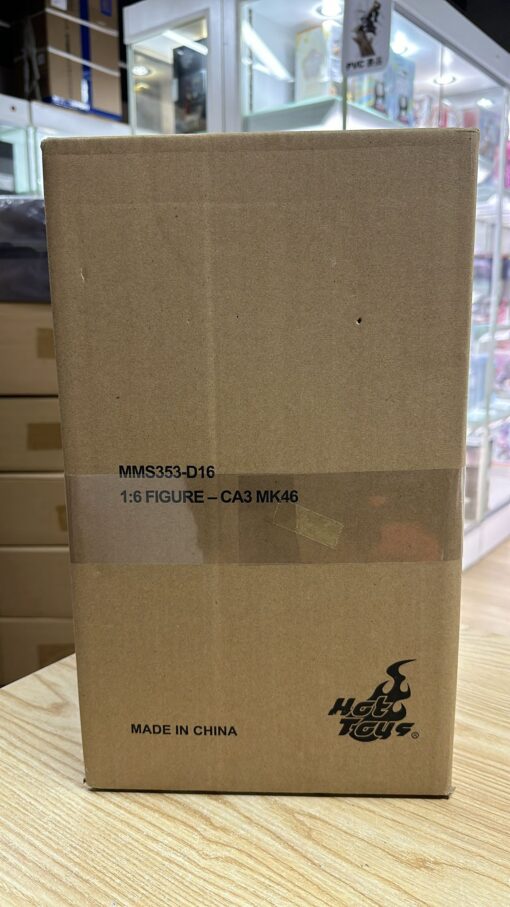 MMS353-D16
1:6 FIGURE – CA3 MK46
MADE IN CHINA
Hot
Toys®